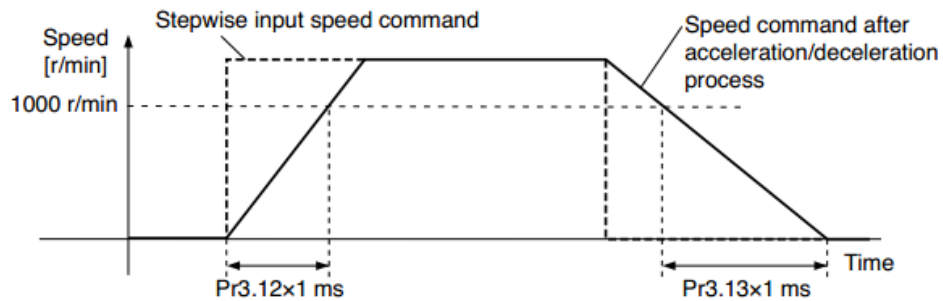 Stepwise input speed command
Speed
[r/min]
Speed command after
acceleration/deceleration
process
1000 r/min
Time
Pr3.12×1 ms
Pr3.13×1 ms